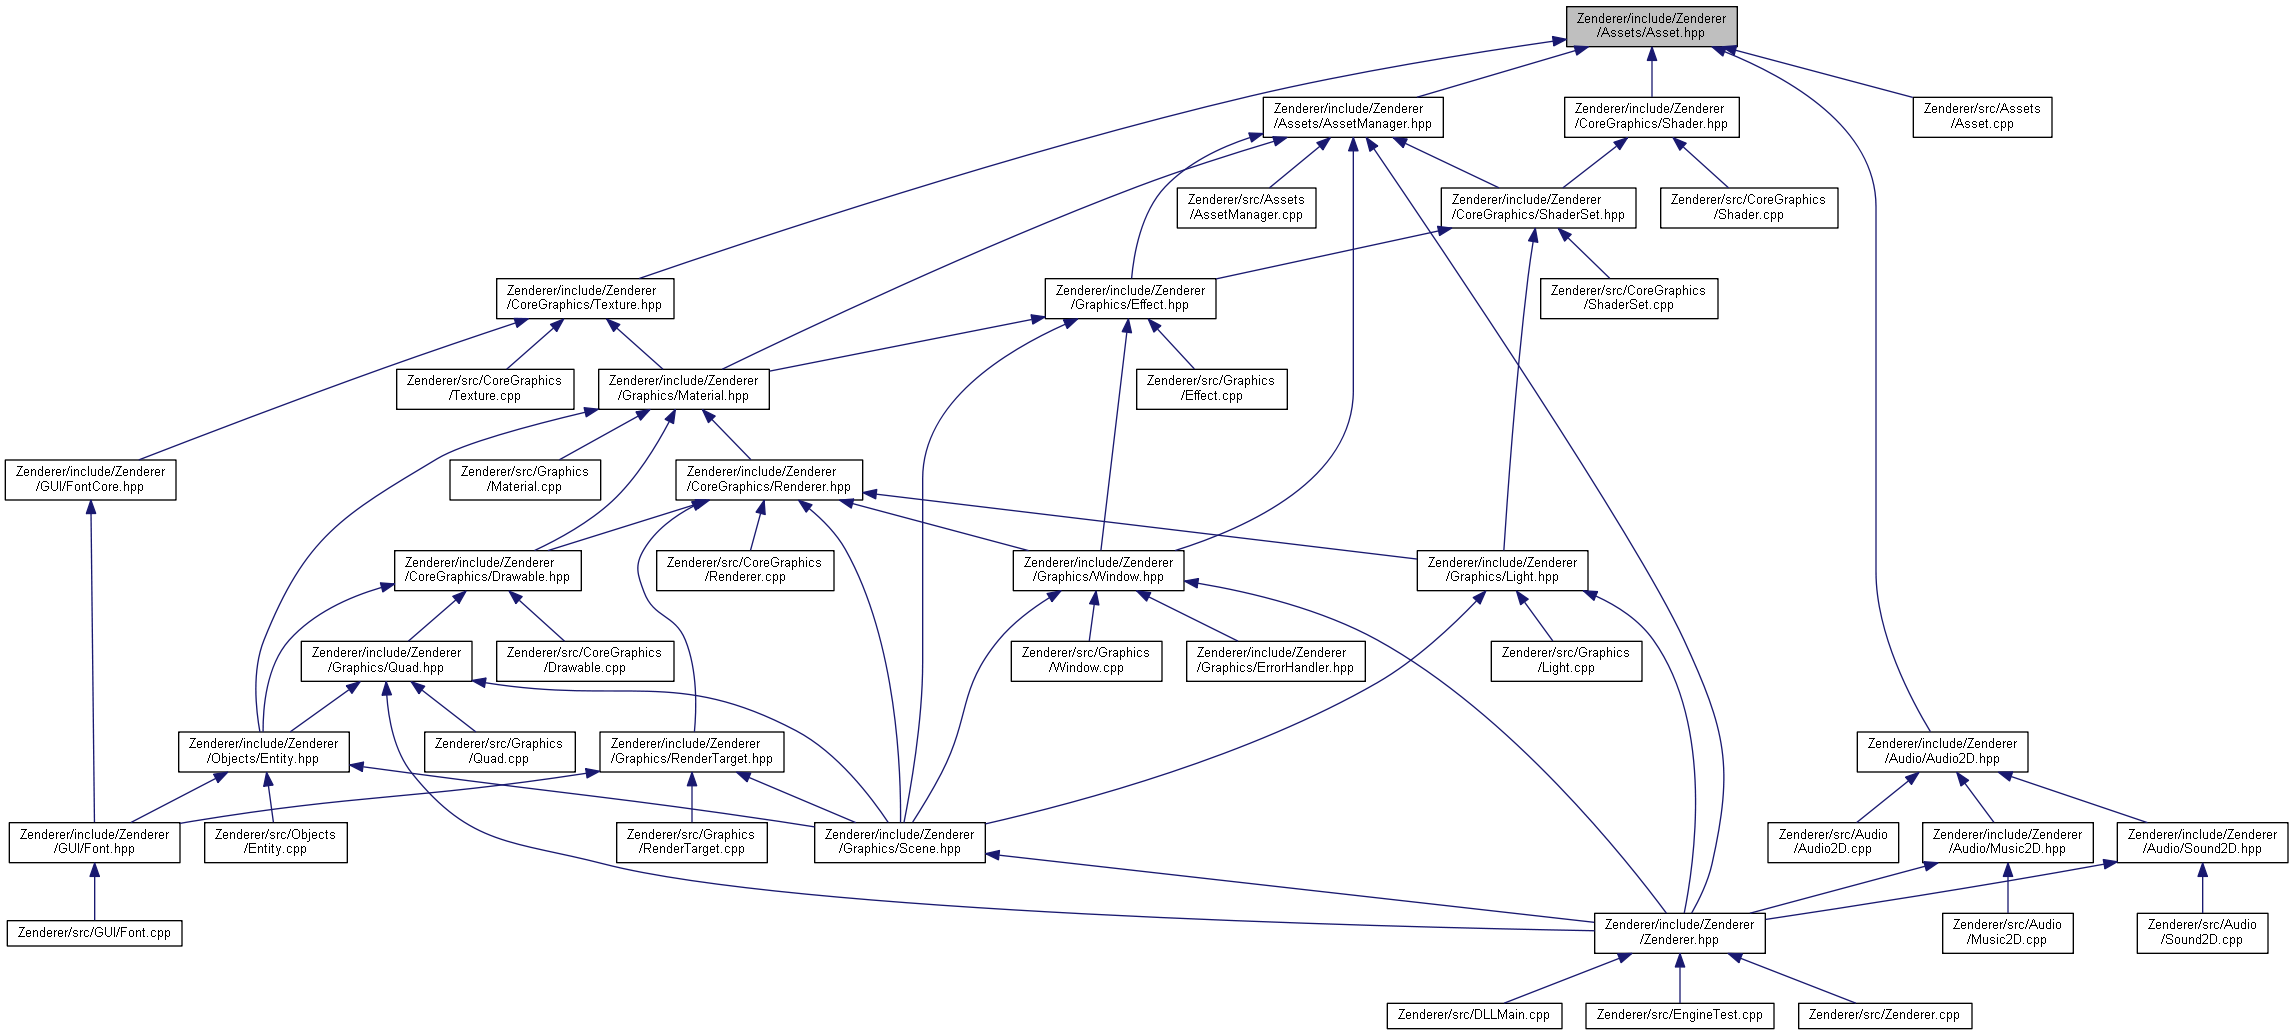 Zenderer/include/Zenderer
/Assets/Asset.hpp
Zenderer/include/Zenderer
/Assets/AssetManager.hpp
Zenderer/include/Zenderer
/CoreGraphics/Shader.hpp
Zenderer/src/Assets
/Asset.cpp
Zenderer/src/Assets
/AssetManager.cpp
Zenderer/include/Zenderer
/CoreGraphics/ShaderSet.hpp
Zenderer/src/CoreGraphics
/Shader.cpp
Zenderer/include/Zenderer
/CoreGraphics/Texture.hpp
Zenderer/include/Zenderer
/Graphics/Effect.hpp
Zenderer/src/CoreGraphics
/ShaderSet.cpp
Zenderer/src/CoreGraphics
/Texture.cpp
Zenderer/include/Zenderer
/Graphics/Material.hpp
Zenderer/src/Graphics
/Effect.cpp
Zenderer/include/Zenderer
/GUI/FontCore.hpp
Zenderer/src/Graphics
/Material.cpp
Zenderer/include/Zenderer
/CoreGraphics/Renderer.hpp
Zenderer/include/Zenderer
/CoreGraphics/Drawable.hpp
Zenderer/src/CoreGraphics
/Renderer.cpp
Zenderer/include/Zenderer
/Graphics/Window.hpp
Zenderer/include/Zenderer
/Graphics/Light.hpp
Zenderer/include/Zenderer
/Graphics/Quad.hpp
Zenderer/src/CoreGraphics
/Drawable.cpp
Zenderer/src/Graphics
/Window.cpp
Zenderer/include/Zenderer
/Graphics/ErrorHandler.hpp
Zenderer/src/Graphics
/Light.cpp
Zenderer/include/Zenderer
/Objects/Entity.hpp
Zenderer/src/Graphics
/Quad.cpp
Zenderer/include/Zenderer
/Graphics/RenderTarget.hpp
Zenderer/include/Zenderer
/Audio/Audio2D.hpp
Zenderer/include/Zenderer
/GUI/Font.hpp
Zenderer/src/Objects
/Entity.cpp
Zenderer/src/Graphics
/RenderTarget.cpp
Zenderer/include/Zenderer
/Graphics/Scene.hpp
Zenderer/src/Audio
/Audio2D.cpp
Zenderer/include/Zenderer
/Audio/Music2D.hpp
Zenderer/include/Zenderer
/Audio/Sound2D.hpp
Zenderer/src/GUI/Font.cpp
Zenderer/include/Zenderer
/Zenderer.hpp
Zenderer/src/Audio
/Music2D.cpp
Zenderer/src/Audio
/Sound2D.cpp
Zenderer/src/DLLMain.cpp
Zenderer/src/EngineTest.cpp
Zenderer/src/Zenderer.cpp